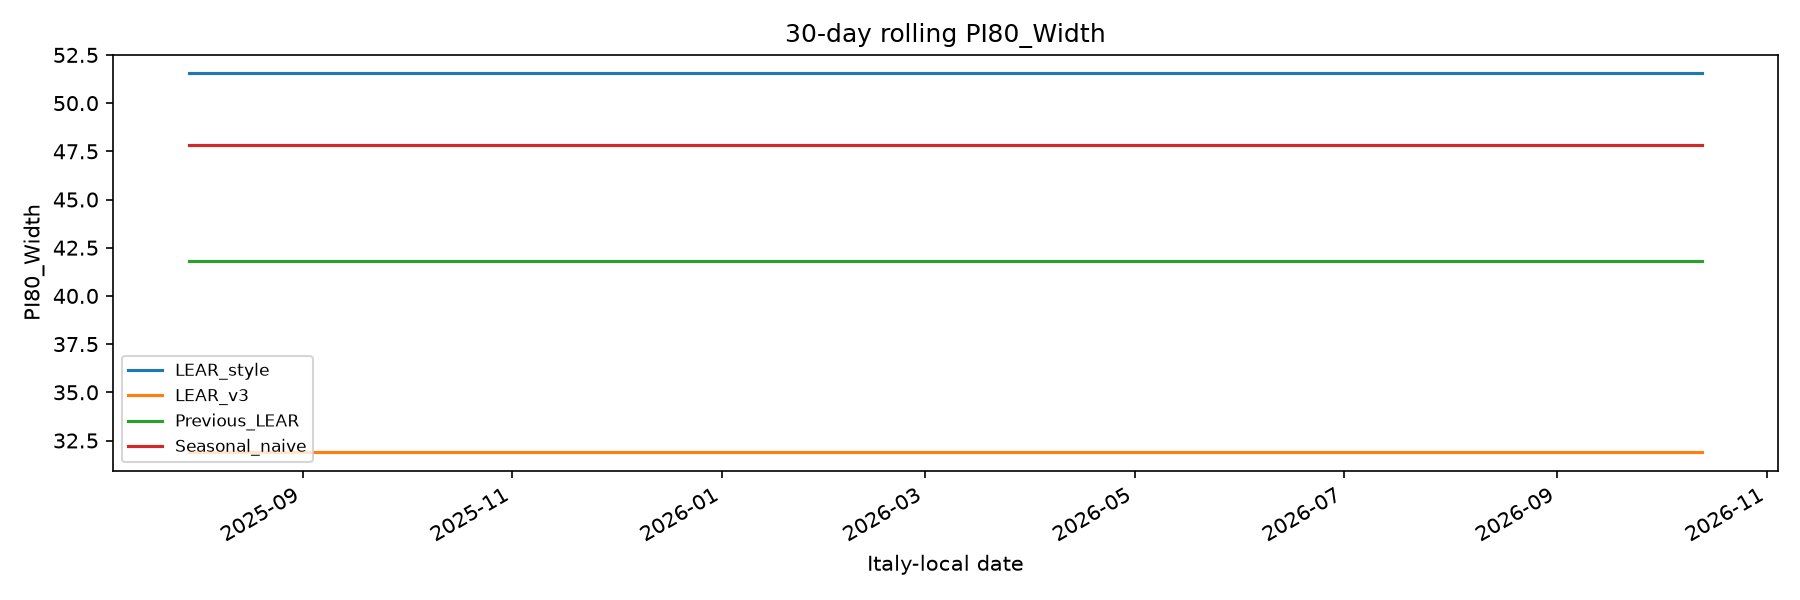 30-day rolling PI80_Width
52.5
50.0
47.5
45.0
42.5
40.0
37.5
35.0
32.5
PI80_Width
LEAR_style
LEAR_v3
Previous_LEAR
Seasonal_naive
2025-09
2025-11
2026-01
2026-03
2026-05
2026-07
2026-09
2026-11
Italy-local date